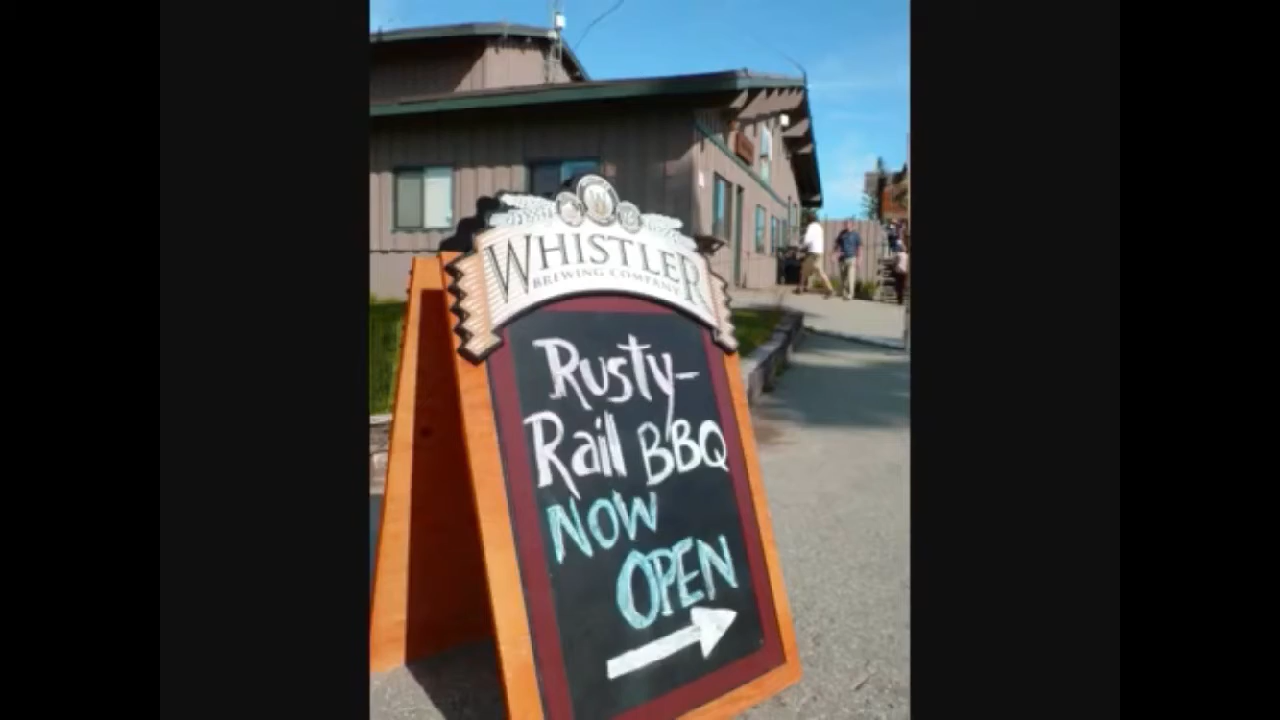 W
WHISTLER
BREWING COMPANY
Rusty-
Rail BBQ
NOW
OPEN